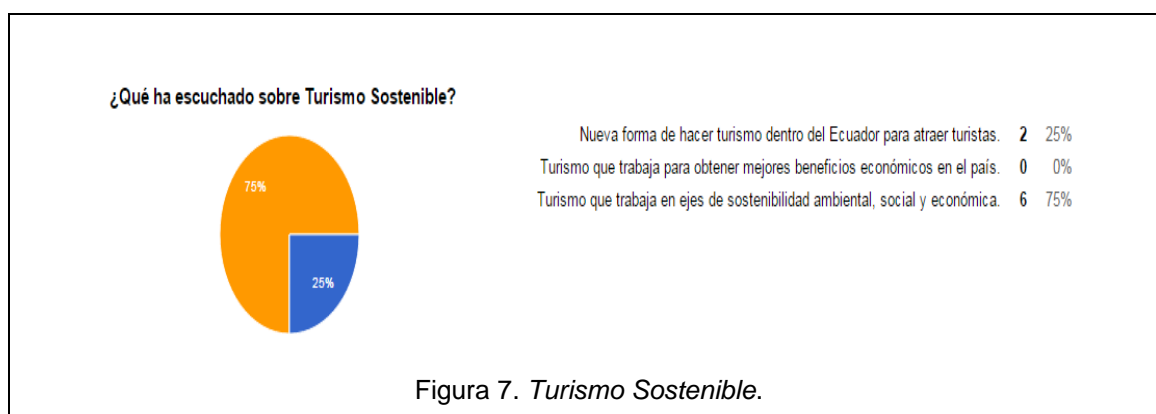 ¿Qué ha escuchado sobre Turismo Sostenible?
75%
25%
Nueva forma de hacer turismo dentro del Ecuador para atraer turistas. 2 25%
Turismo que trabaja para obtener mejores beneficios económicos en el país. 0 0%
Turismo que trabaja en ejes de sostenibilidad ambiental, social y económica. 6 75%
Figura 7. Turismo Sostenible.